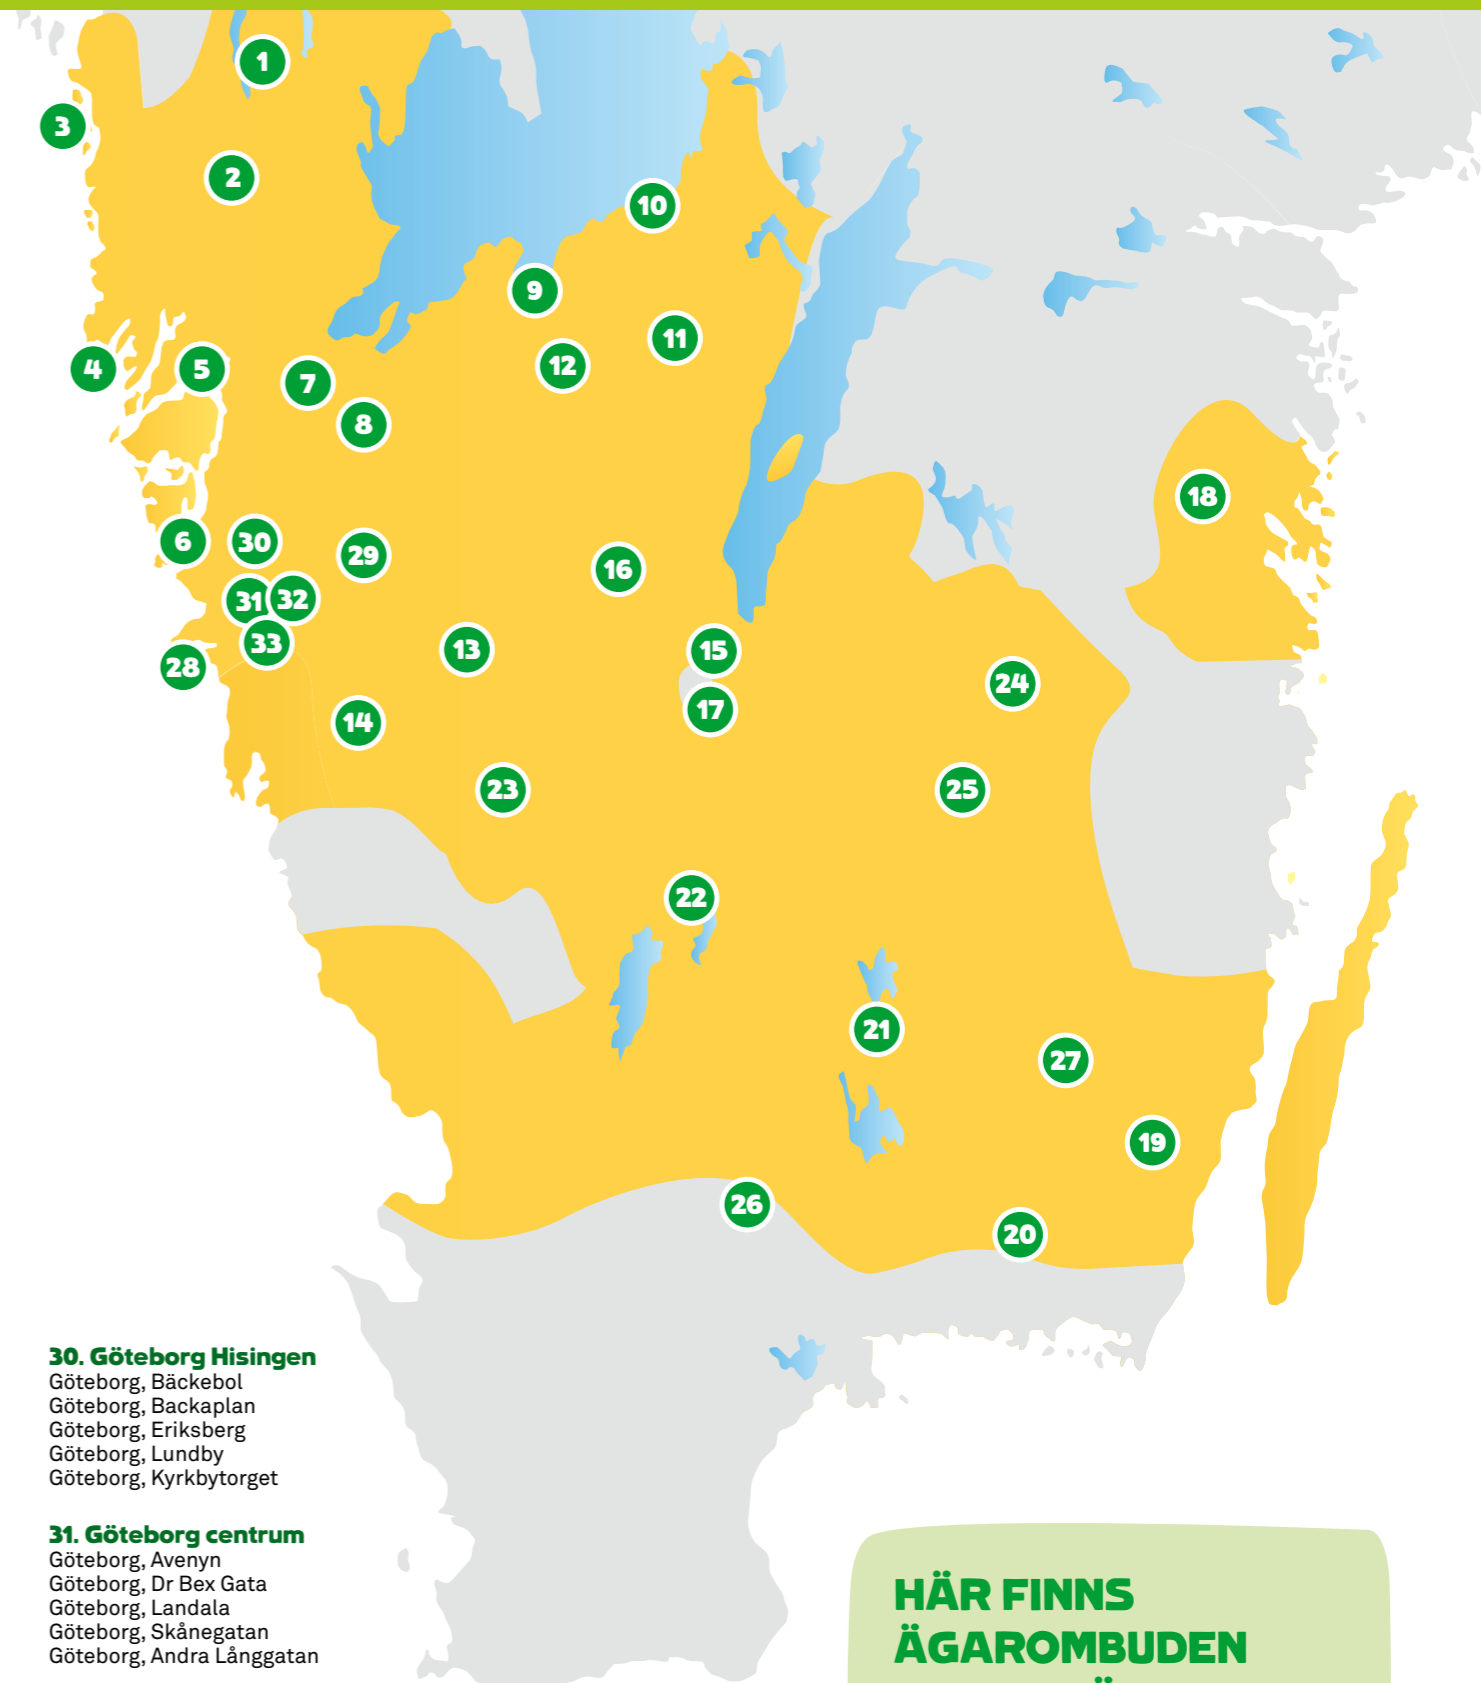 1
3
2
10
9
11
12
4
5
7
8
18
6
30
29
16
31
32
33
13
15
28
24
17
14
23
25
22
21
27
19
26
20
30. Göteborg Hisingen
Göteborg, Bäckebol
Göteborg, Backaplan
Göteborg, Eriksberg
Göteborg, Lundby
Göteborg, Kyrkbytorget
31. Göteborg centrum
Göteborg, Avenyn
Göteborg, Dr Bex Gata
Göteborg, Landala
Göteborg, Skånegatan
Göteborg, Andra Långgatan
HÄR FINNS
ÄGAROMBUDEN